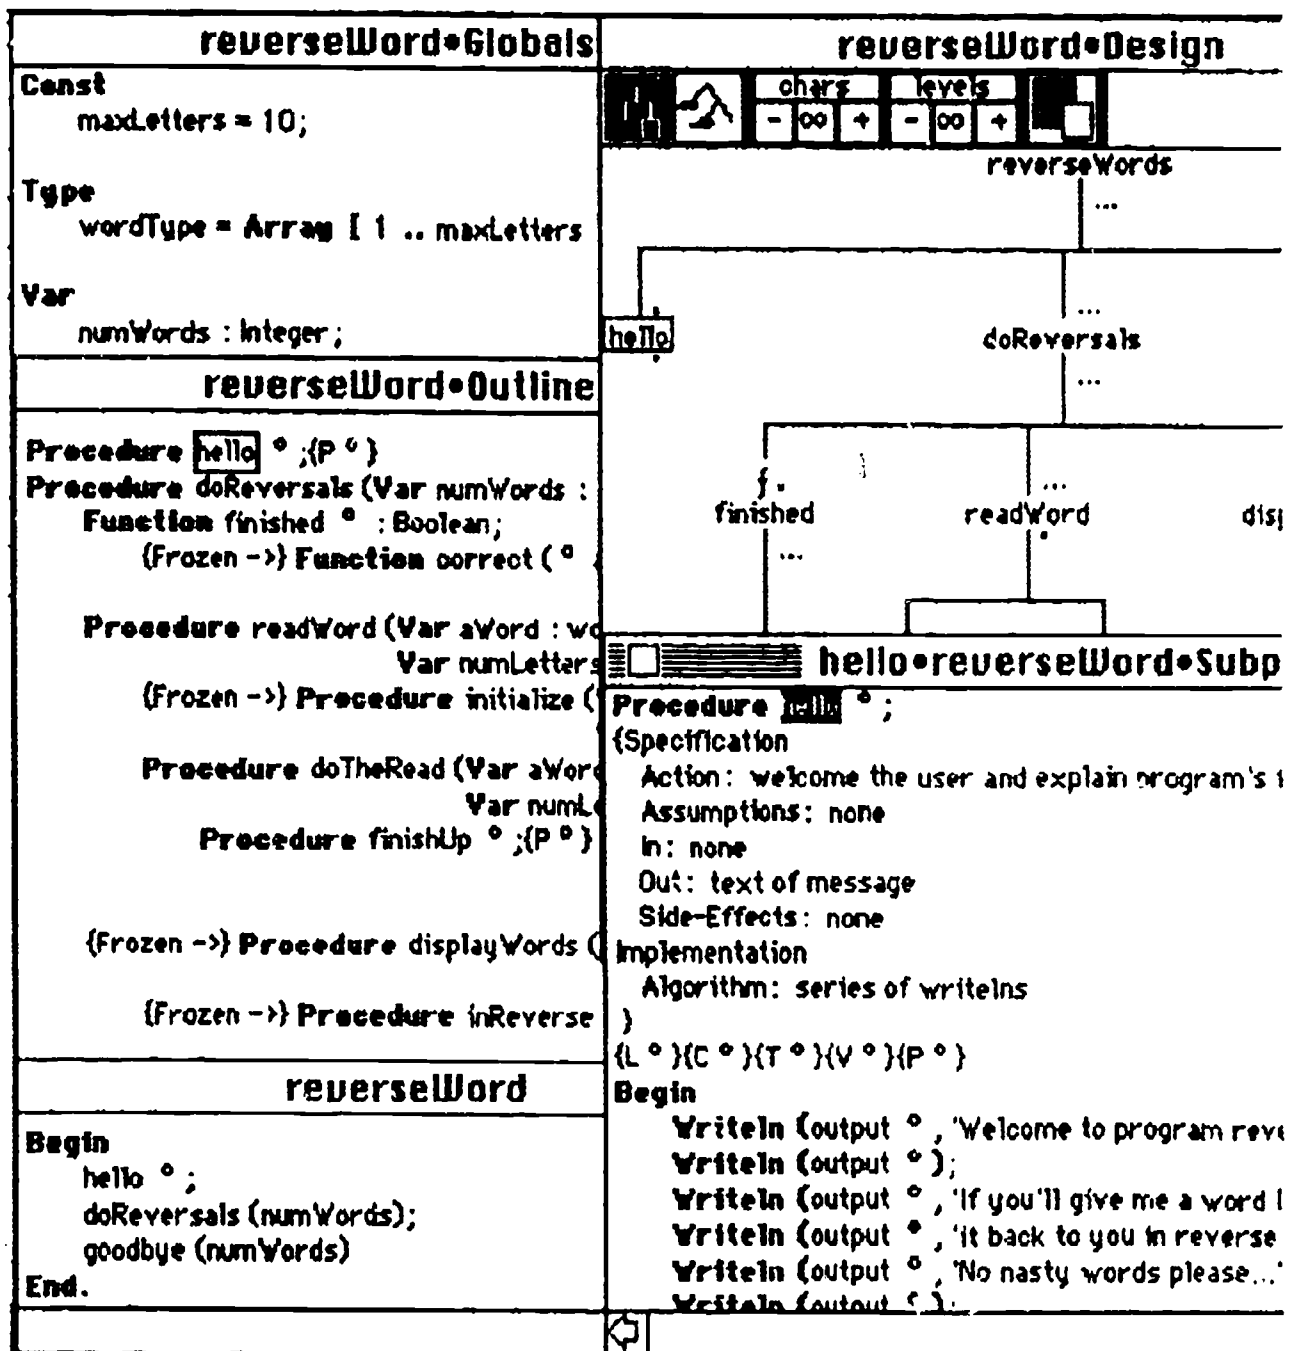 reverseWord•Globals
Const
maxLetters = 10;
Type
wordType = Array [ 1 .. maxLetters
Var
numWords : Integer;
reverseWord•Outline
Procedure hello ° ;{P ° }
Procedure doReversals (Var numWords :
Function finished ° : Boolean;
{Frozen ->} Function correct ( °
Procedure readWord (Var aWord : wo
Var numLetters
{Frozen ->} Procedure initialize (
Procedure doTheRead (Var aWord
Var numLe
Procedure finishUp ° ;{P ° }
{Frozen ->} Procedure displayWords (
{Frozen ->} Procedure inReverse
reverseWord
Begin
hello ° ;
doReversals (numWords);
goodbye (numWords)
End.
reverseWord•Design
chars levels
- ∞ + - ∞ +
reverseWords
...
...
hello doReversals
...
f.
...
finished readWord disp
...
hello•reverseWord•Subp
Procedure hello ° ;
{Specification
Action: welcome the user and explain program's
Assumptions: none
In: none
Out: text of message
Side-Effects: none
Implementation
Algorithm: series of writelns
}
{L ° }{C ° }{T ° }{V ° }{P ° }
Begin
Writeln (output ° , 'Welcome to program reve
Writeln (output ° );
Writeln (output ° , 'If you'll give me a word
Writeln (output ° , 'it back to you in reverse
Writeln (output ° , 'No nasty words please...'
Writeln (output ° );